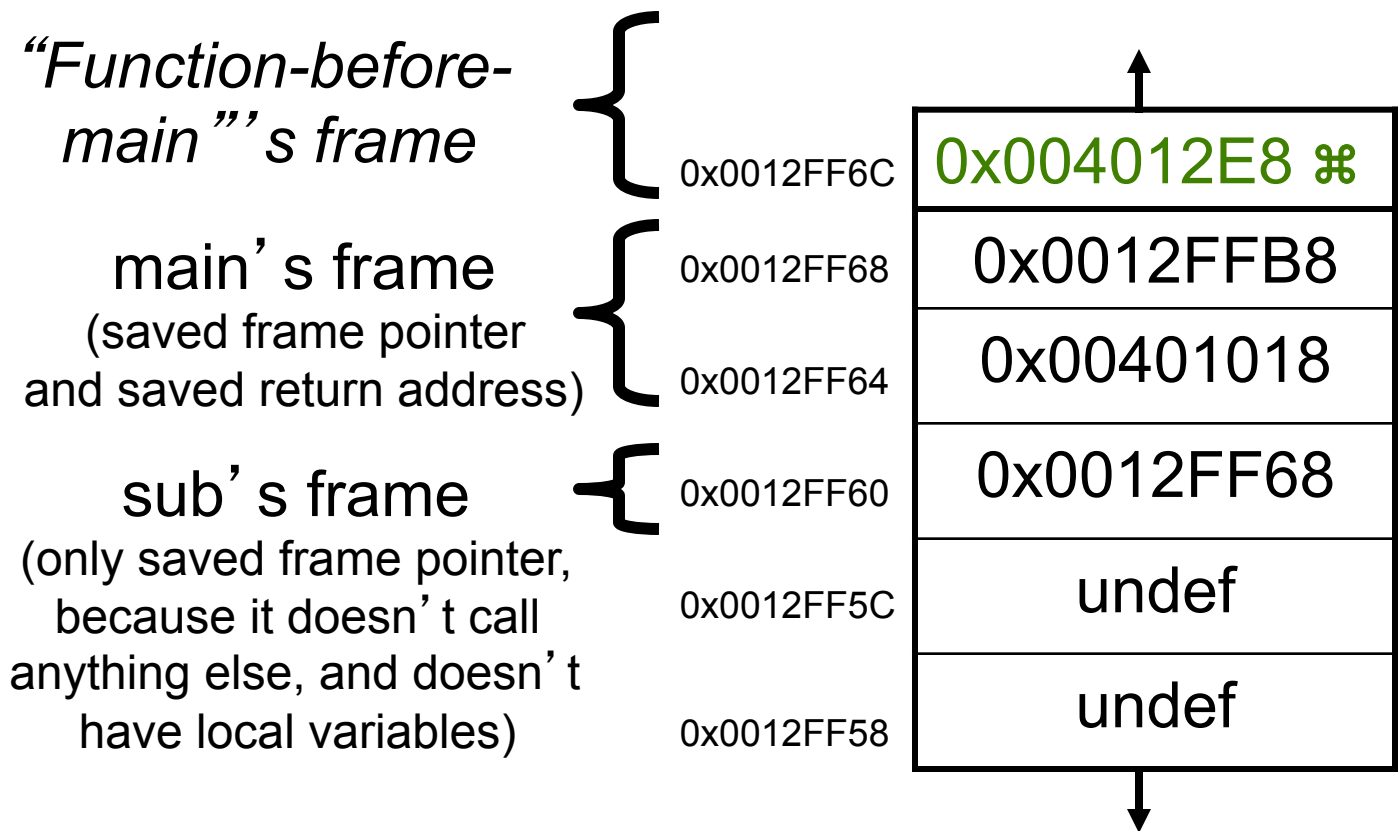 “Function-before-
main”’s frame
0x0012FF6C
0x004012E8 ⌘
main’s frame
(saved frame pointer
and saved return address)
0x0012FF68
0x0012FFB8
0x0012FF64
0x00401018
sub’s frame
(only saved frame pointer,
because it doesn’t call
anything else, and doesn’t
have local variables)
0x0012FF60
0x0012FF68
0x0012FF5C
undef
0x0012FF58
undef